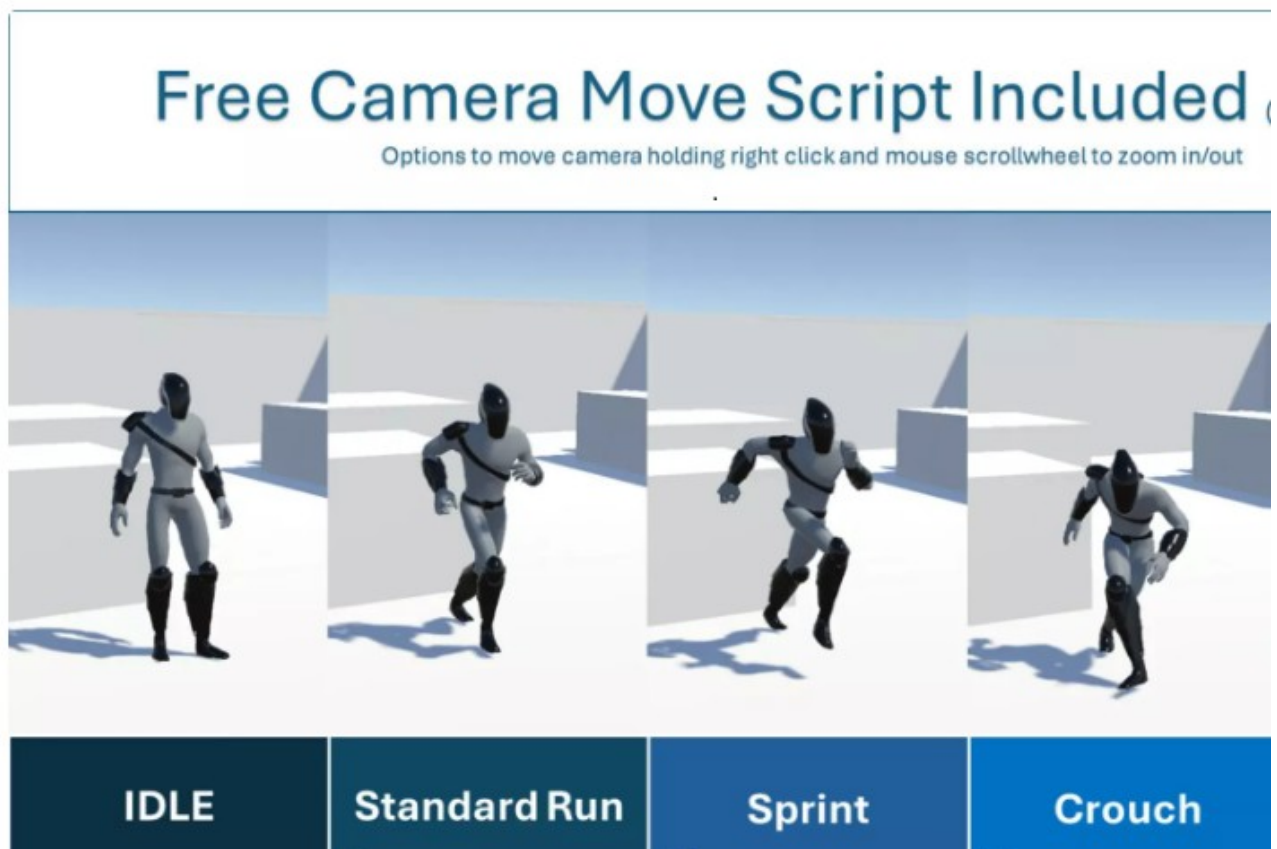 Free Camera Move Script Included
Options to move camera holding right click and mouse scrollwheel to zoom in/out
.
IDLE
Standard Run
Sprint
Crouch